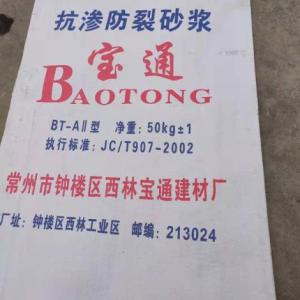 抗渗防裂砂浆
宝通
BAOTONG
BT-AⅡ型 净重：50kg±1
执行标准：JC/T907-2002
常州市钟楼区西林宝通建材厂
厂址：钟楼区西林工业区 邮编：213024